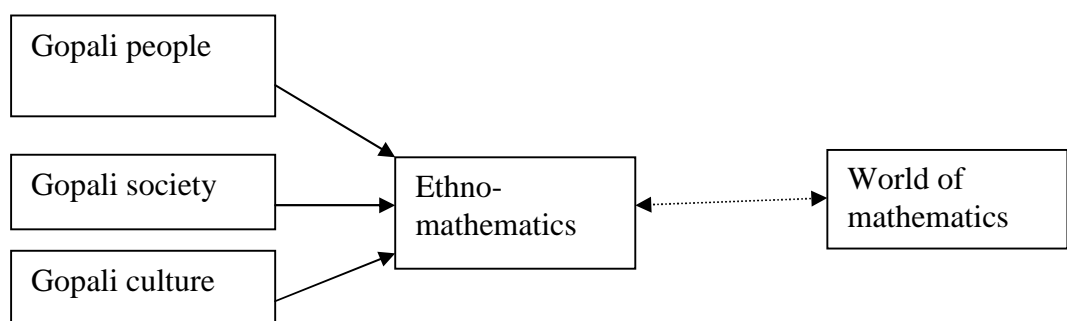 Gopali people
Gopali society
Gopali culture
Ethno-
mathematics
World of
mathematics